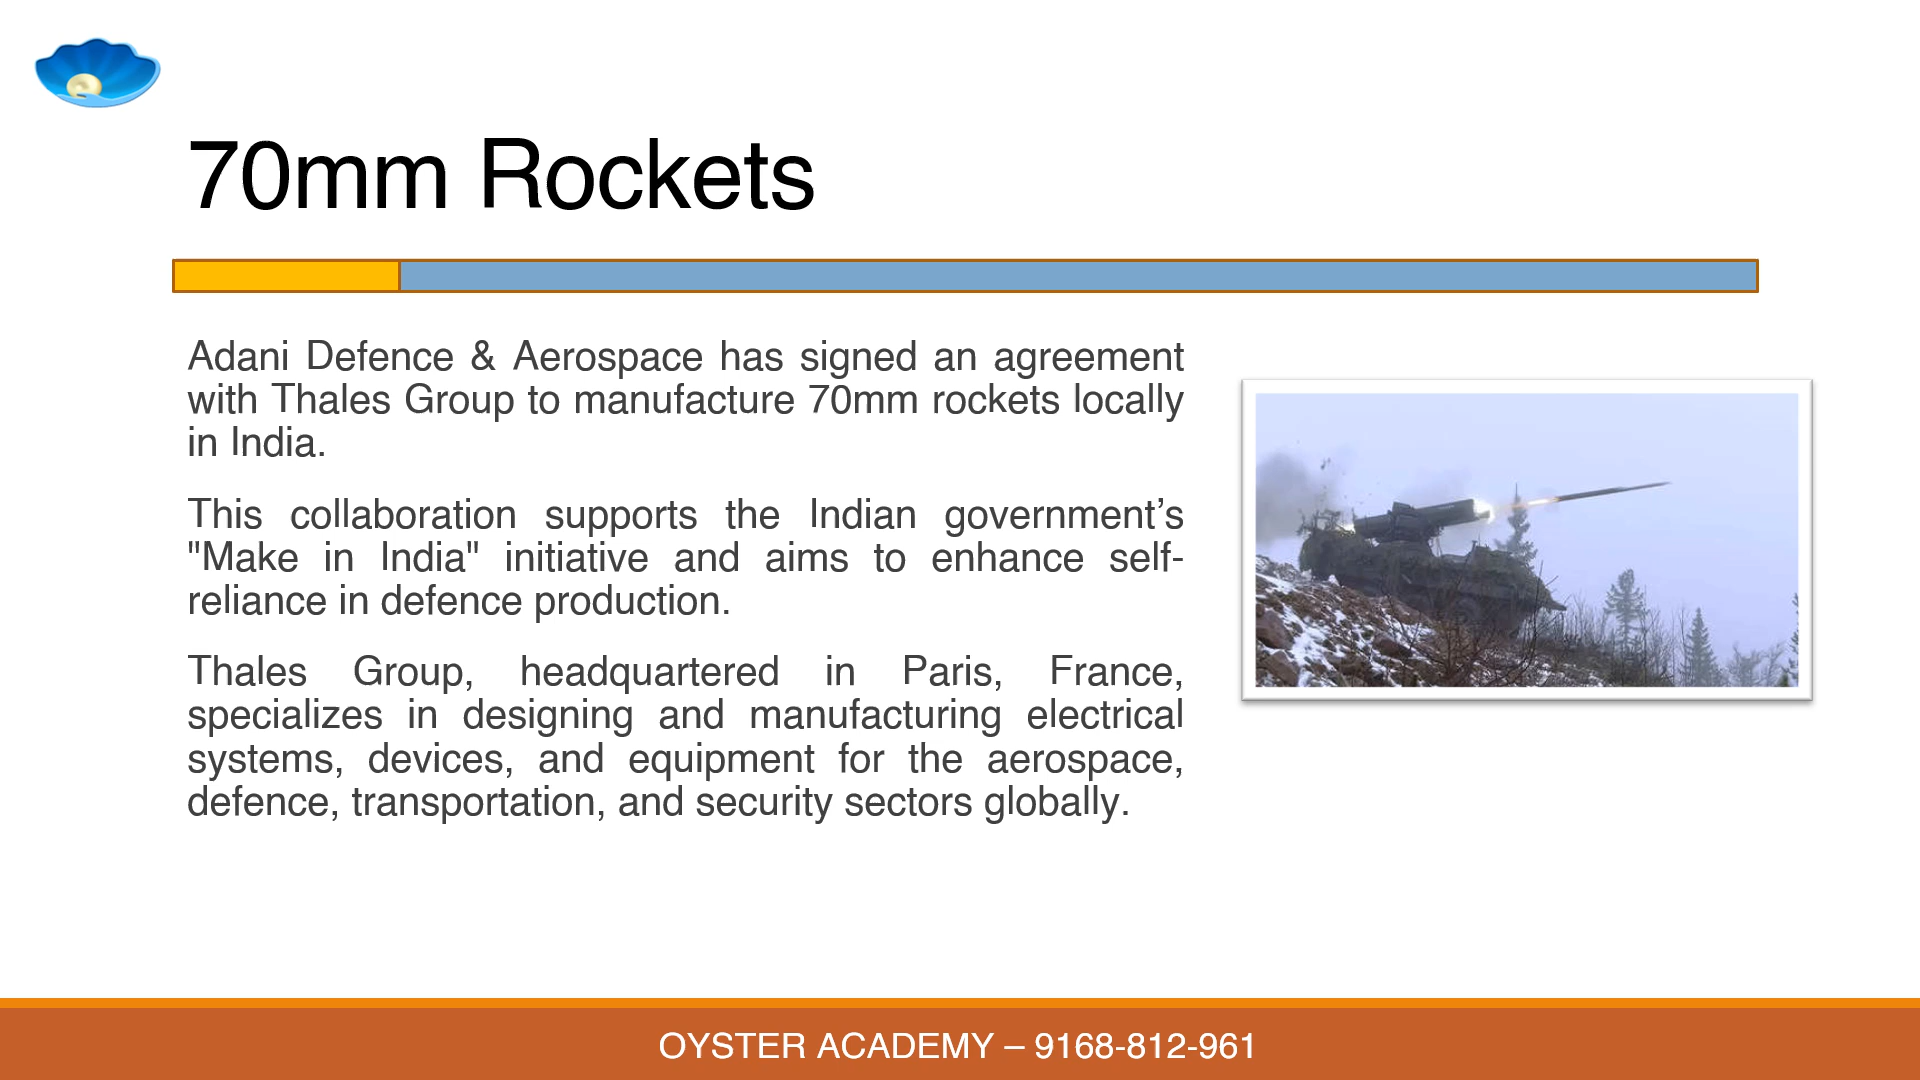 70mm Rockets
Adani Defence & Aerospace has signed an agreement
with Thales Group to manufacture 70mm rockets locally
in India.
This collaboration supports the Indian government’s
"Make in India" initiative and aims to enhance self-
reliance in defence production.
Thales Group, headquartered in Paris, France,
specializes in designing and manufacturing electrical
systems, devices, and equipment for the aerospace,
defence, transportation, and security sectors globally.
OYSTER ACADEMY – 9168-812-961